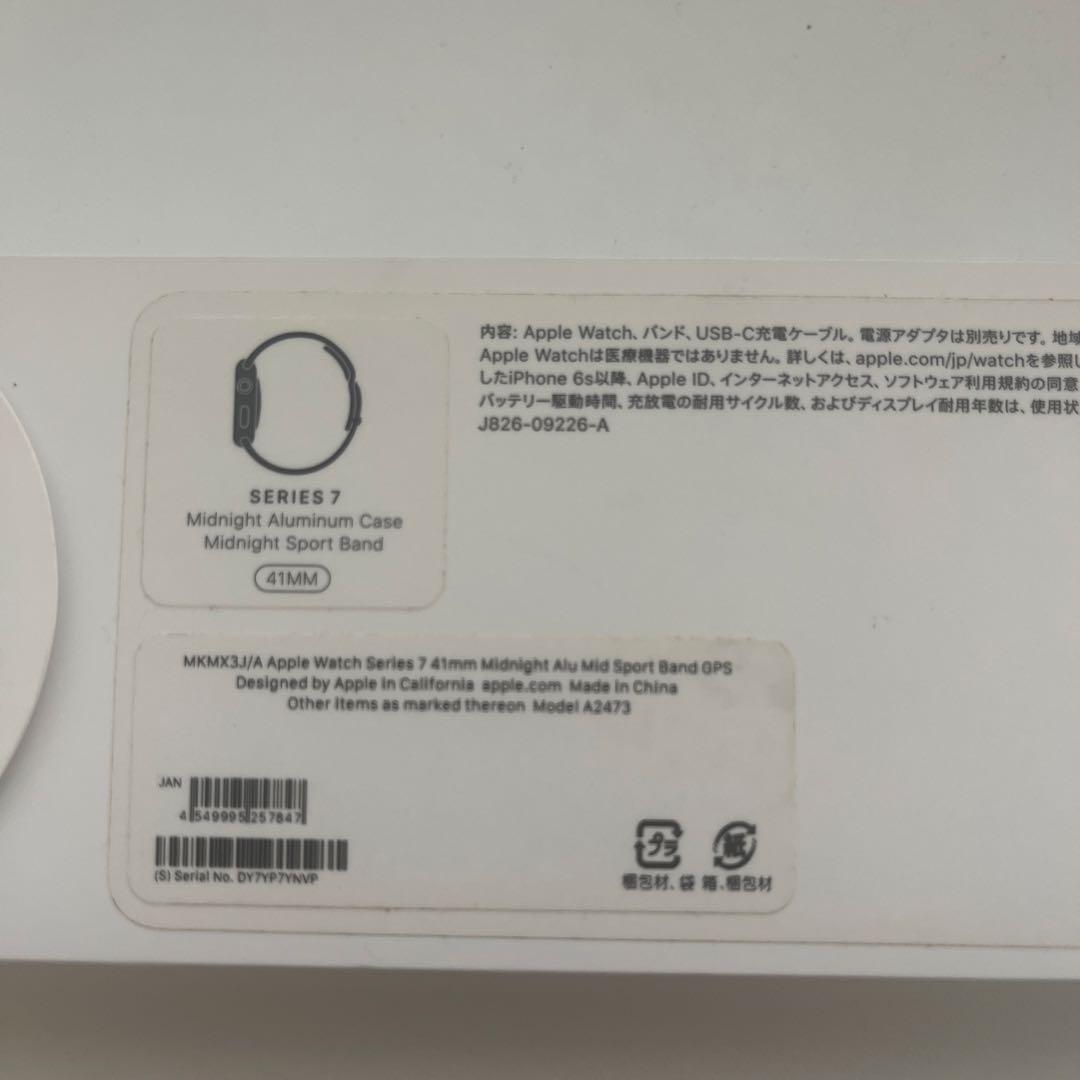 内容: Apple Watch、バンド、USB-C充電ケーブル。電源アダプタは別売りです。地域
Apple Watchは医療機器ではありません。詳しくは、apple.com/jp/watchを参照し
したiPhone 6s以降、Apple ID、インターネットアクセス、ソフトウェア利用規約の同意
バッテリー駆動時間、充放電の耐用サイクル数、およびディスプレイ耐用年数は、使用状
J826-09226-A
SERIES 7
Midnight Aluminum Case
Midnight Sport Band
41MM
MKMX3J/A Apple Watch Series 7 41mm Midnight Alu Mid Sport Band GPS
Designed by Apple in California apple.com Made in China
Other items as marked thereon Model A2473
JAN
4 549995 257847
(S) Serial No. DY7YP7YNVP
プラ 紙
梱包材、袋 箱、梱包材